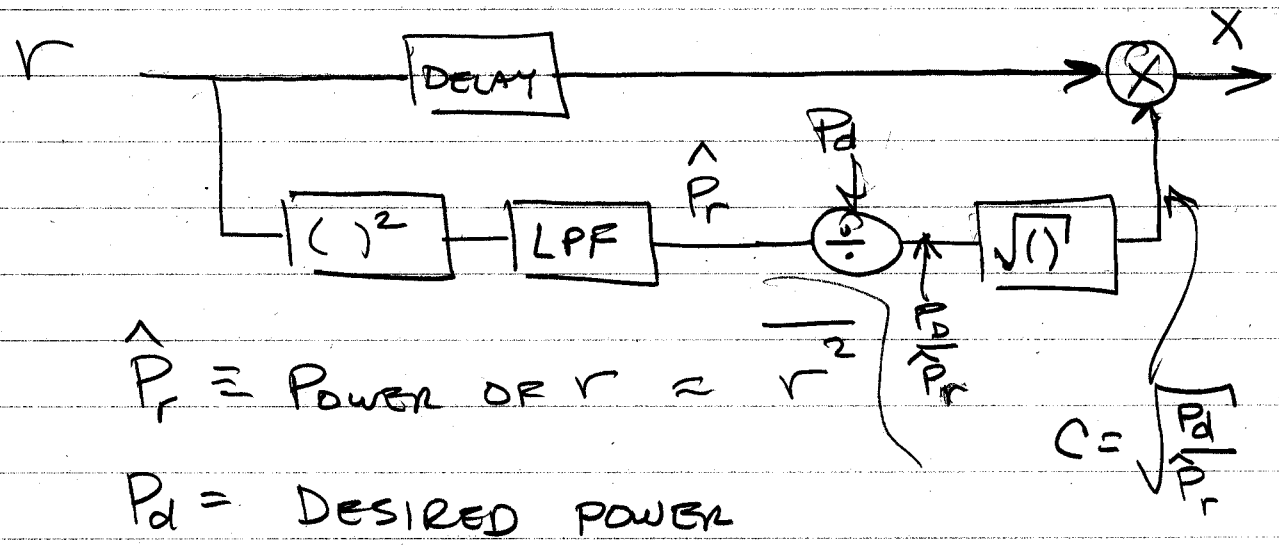 r
DELAY
X
X
P̂r
Pd
( )²
LPF
÷
√( )
PD/P̂r
P̂r ≡ POWER OF r ≈ r̅²
C = √(Pd/P̂r)
Pd = DESIRED POWER